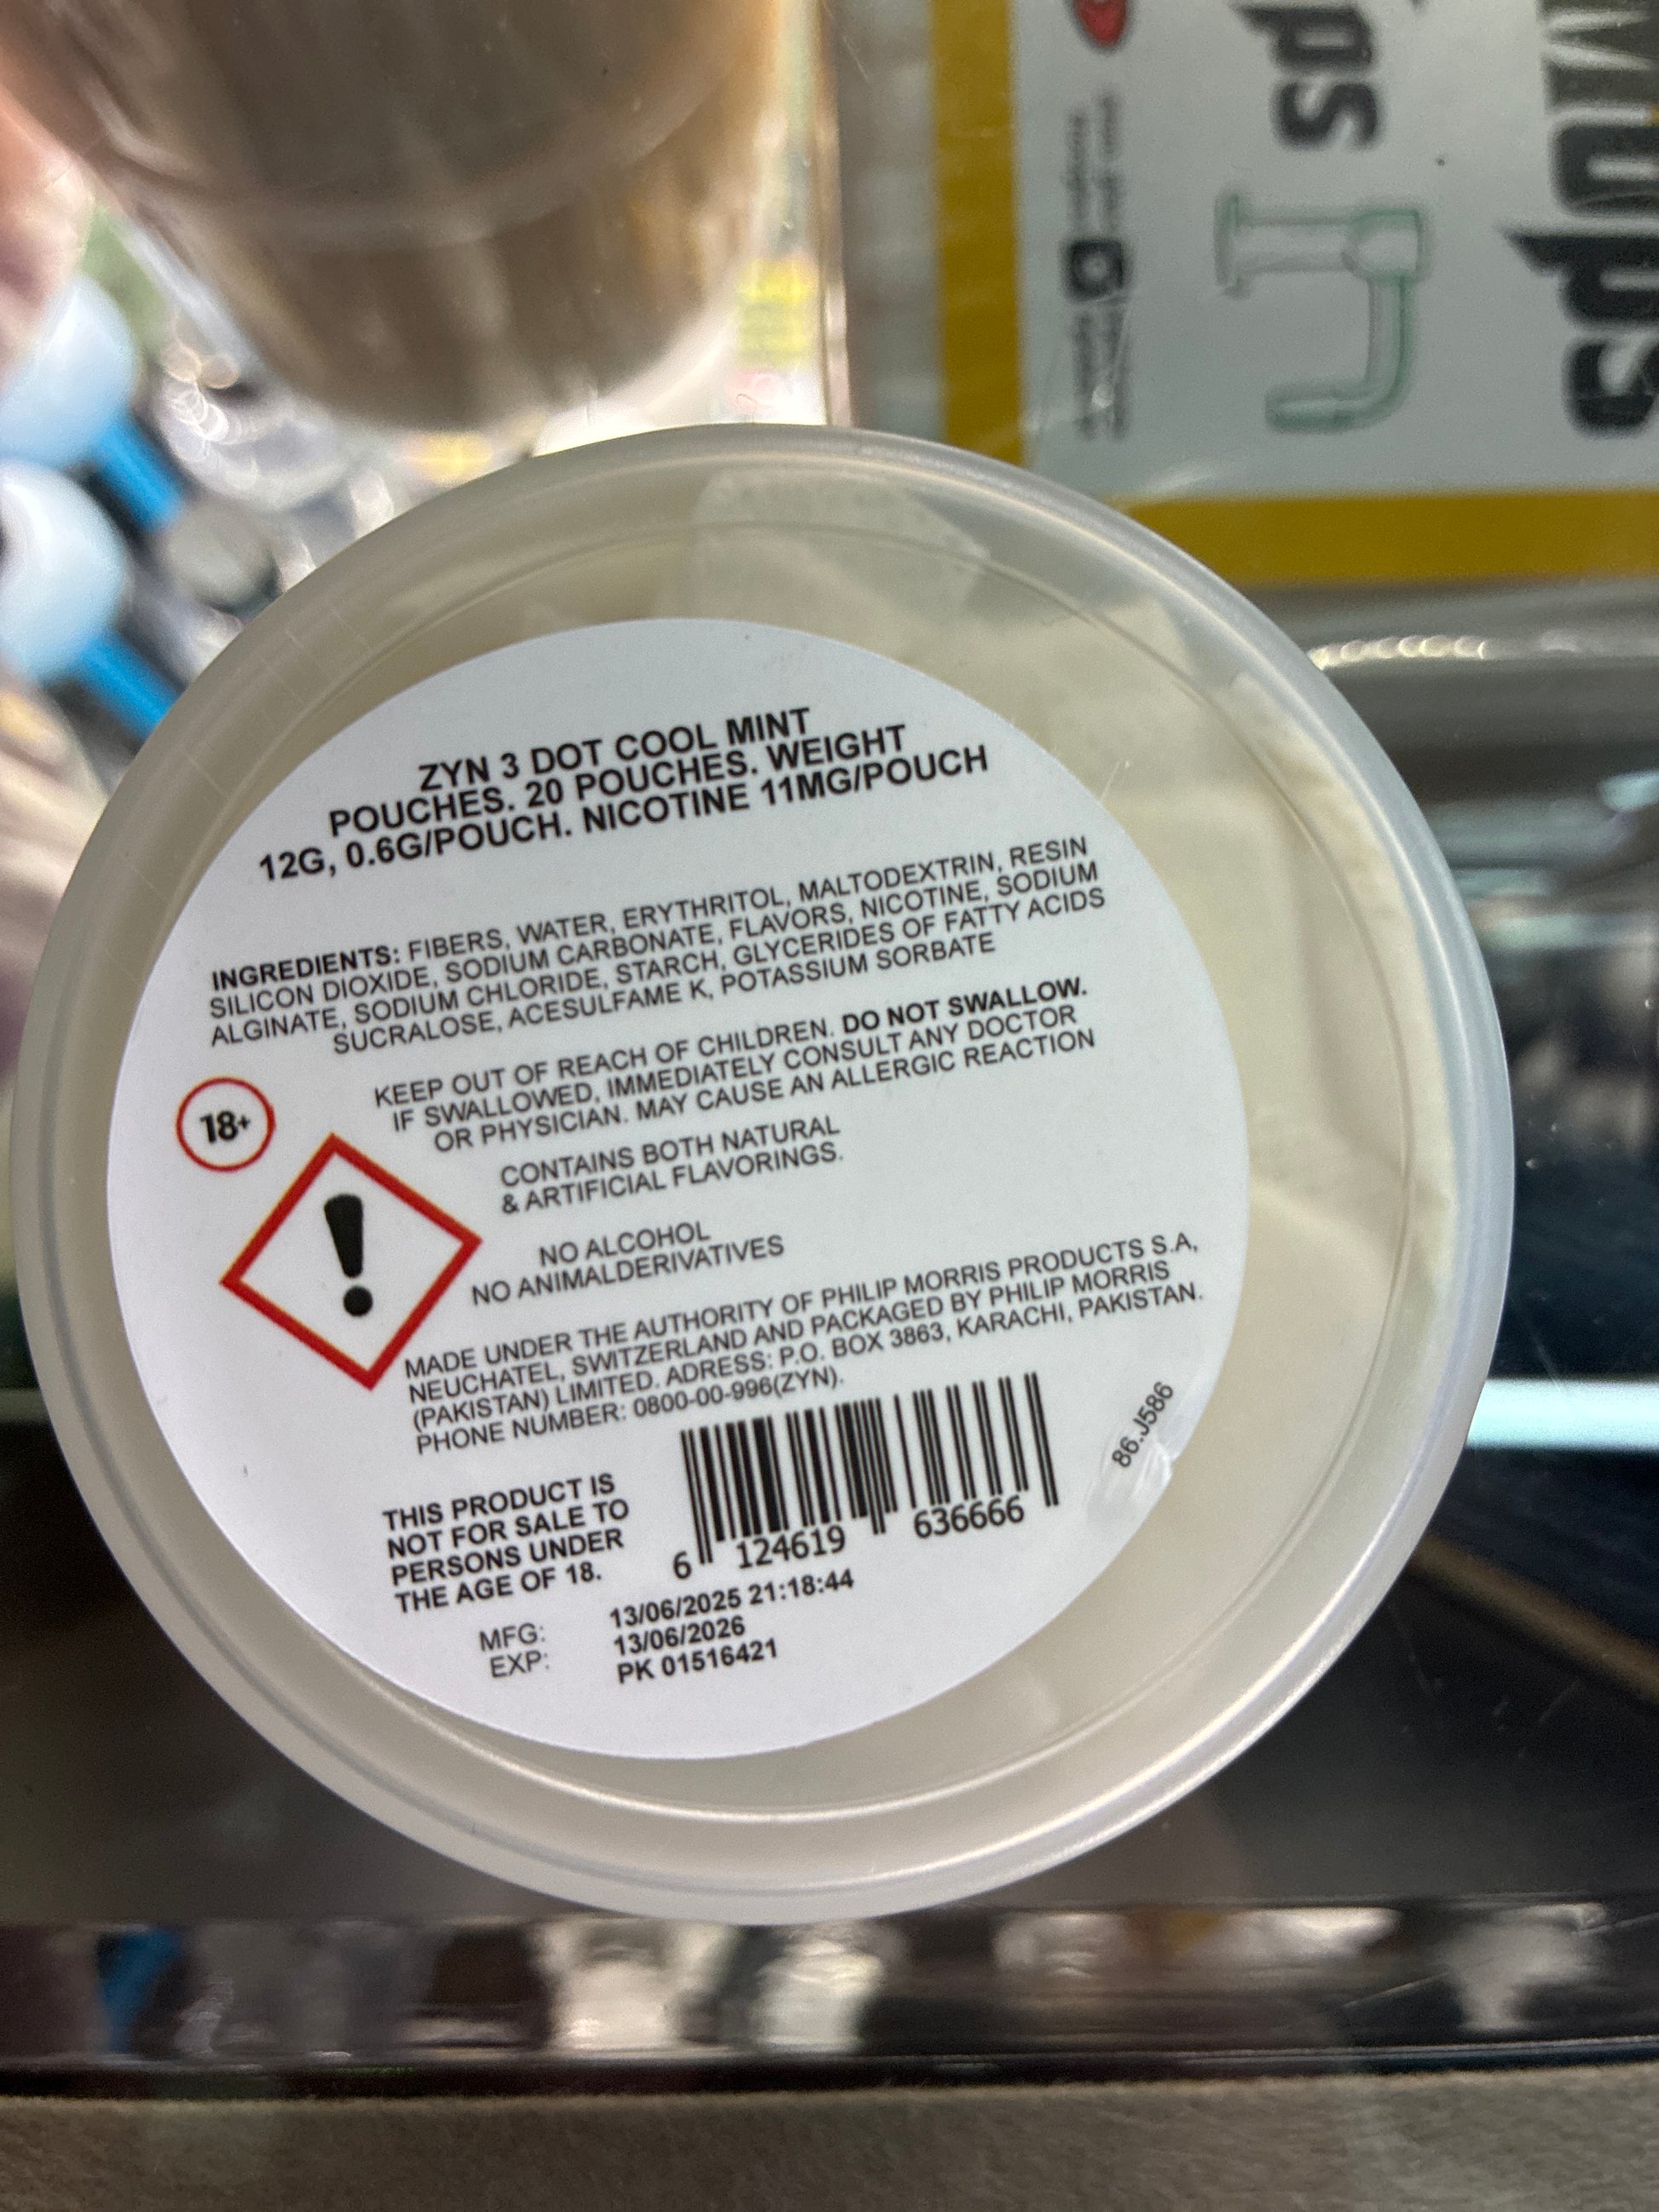 ZYN 3 DOT COOL MINT
POUCHES. 20 POUCHES. WEIGHT
12G, 0.6G/POUCH. NICOTINE 11MG/POUCH
INGREDIENTS: FIBERS, WATER, ERYTHRITOL, MALTODEXTRIN, RESIN
SILICON DIOXIDE, SODIUM CARBONATE, FLAVORS, NICOTINE, SODIUM
ALGINATE, SODIUM CHLORIDE, STARCH, GLYCERIDES OF FATTY ACIDS
SUCRALOSE, ACESULFAME K, POTASSIUM SORBATE
KEEP OUT OF REACH OF CHILDREN. DO NOT SWALLOW.
IF SWALLOWED, IMMEDIATELY CONSULT ANY DOCTOR
OR PHYSICIAN. MAY CAUSE AN ALLERGIC REACTION
18+
CONTAINS BOTH NATURAL
& ARTIFICIAL FLAVORINGS.
!
NO ALCOHOL
NO ANIMALDERIVATIVES
MADE UNDER THE AUTHORITY OF PHILIP MORRIS PRODUCTS S.A,
NEUCHATEL, SWITZERLAND AND PACKAGED BY PHILIP MORRIS
(PAKISTAN) LIMITED. ADRESS: P.O. BOX 3863, KARACHI, PAKISTAN.
PHONE NUMBER: 0800-00-996(ZYN).
THIS PRODUCT IS
NOT FOR SALE TO
PERSONS UNDER
THE AGE OF 18.
6 124619 636666
86.J586
MFG: 13/06/2025 21:18:44
EXP: 13/06/2026
PK 01516421